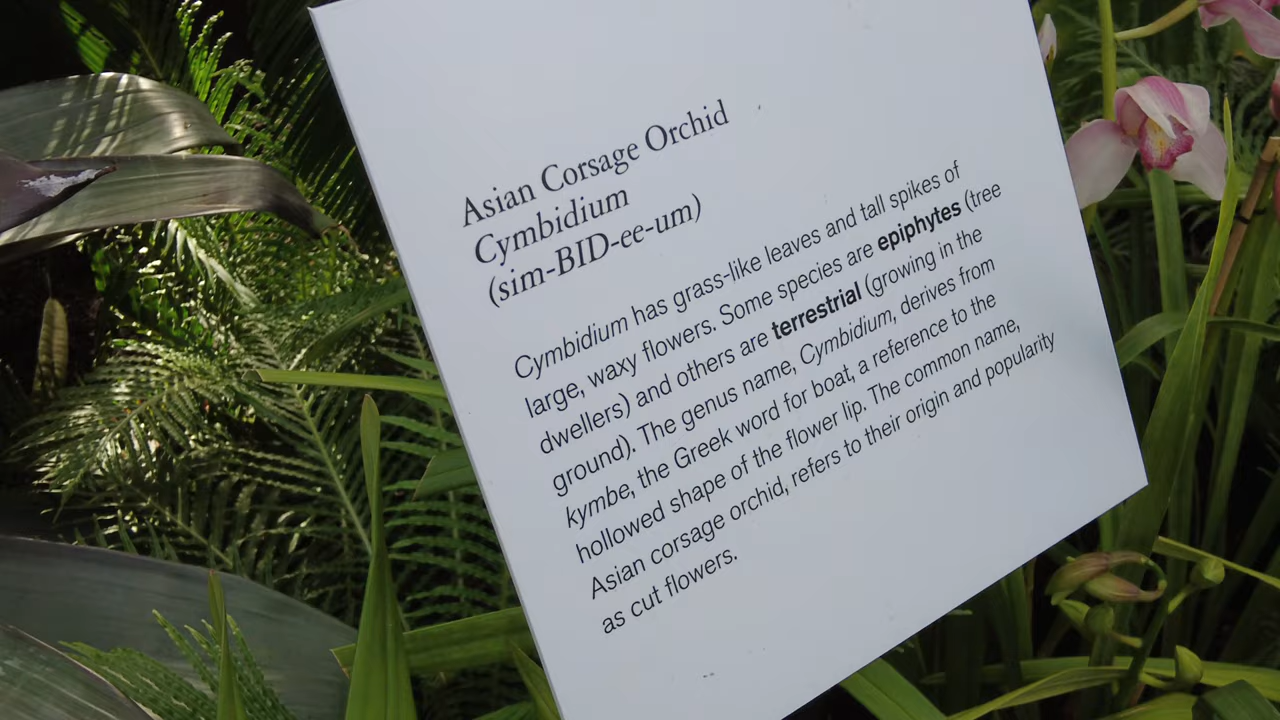 Asian Corsage Orchid
Cymbidium
(sim-BID-ee-um)
Cymbidium has grass-like leaves and tall spikes of
large, waxy flowers. Some species are epiphytes (tree
dwellers) and others are terrestrial (growing in the
ground). The genus name, Cymbidium, derives from
kymbe, the Greek word for boat, a reference to the
hollowed shape of the flower lip. The common name,
Asian corsage orchid, refers to their origin and popularity
as cut flowers.